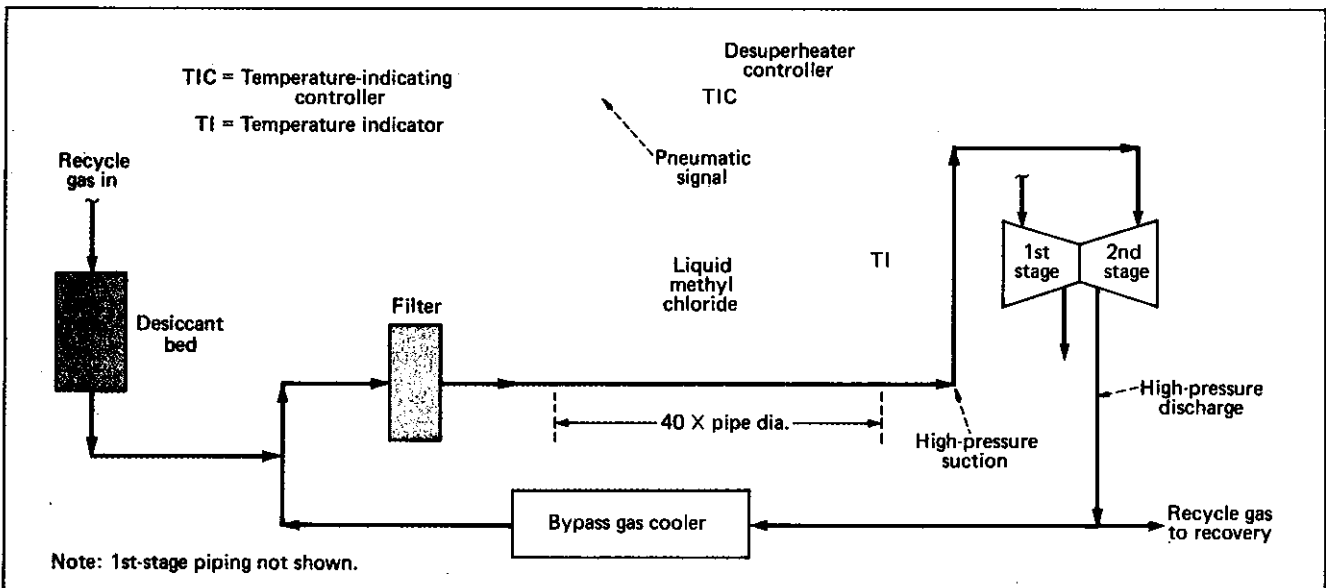 TIC = Temperature-indicating
controller
TI = Temperature indicator
Desuperheater
controller
TIC
Pneumatic
signal
Recycle
gas in
Desiccant
bed
Filter
Liquid
methyl
chloride
TI
1st
stage
2nd
stage
40 X pipe dia.
High-pressure
suction
High-pressure
discharge
Bypass gas cooler
Recycle gas
to recovery
Note: 1st-stage piping not shown.